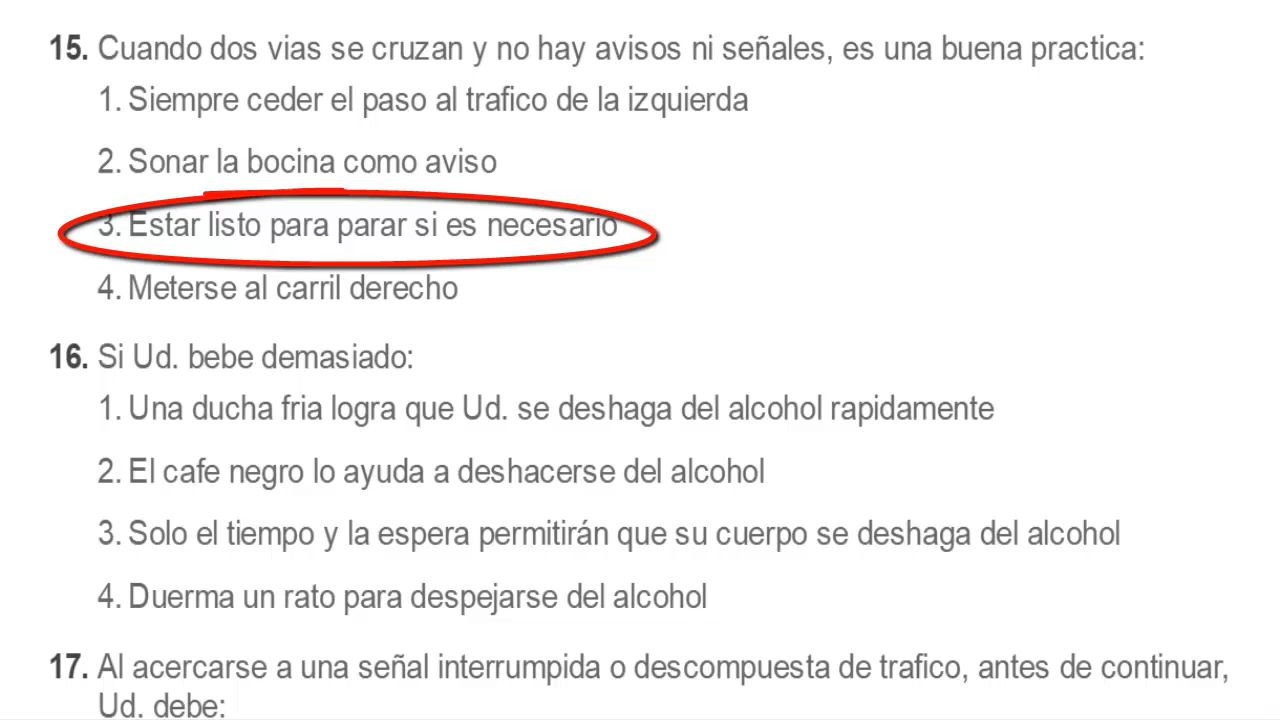 15. Cuando dos vias se cruzan y no hay avisos ni señales, es una buena practica:
1. Siempre ceder el paso al trafico de la izquierda
2. Sonar la bocina como aviso
3. Estar listo para parar si es necesario
4. Meterse al carril derecho
16. Si Ud. bebe demasiado:
1. Una ducha fria logra que Ud. se deshaga del alcohol rapidamente
2. El cafe negro lo ayuda a deshacerse del alcohol
3. Solo el tiempo y la espera permitirán que su cuerpo se deshaga del alcohol
4. Duerma un rato para despejarse del alcohol
17. Al acercarse a una señal interrumpida o descompuesta de trafico, antes de continuar,
Ud. debe: